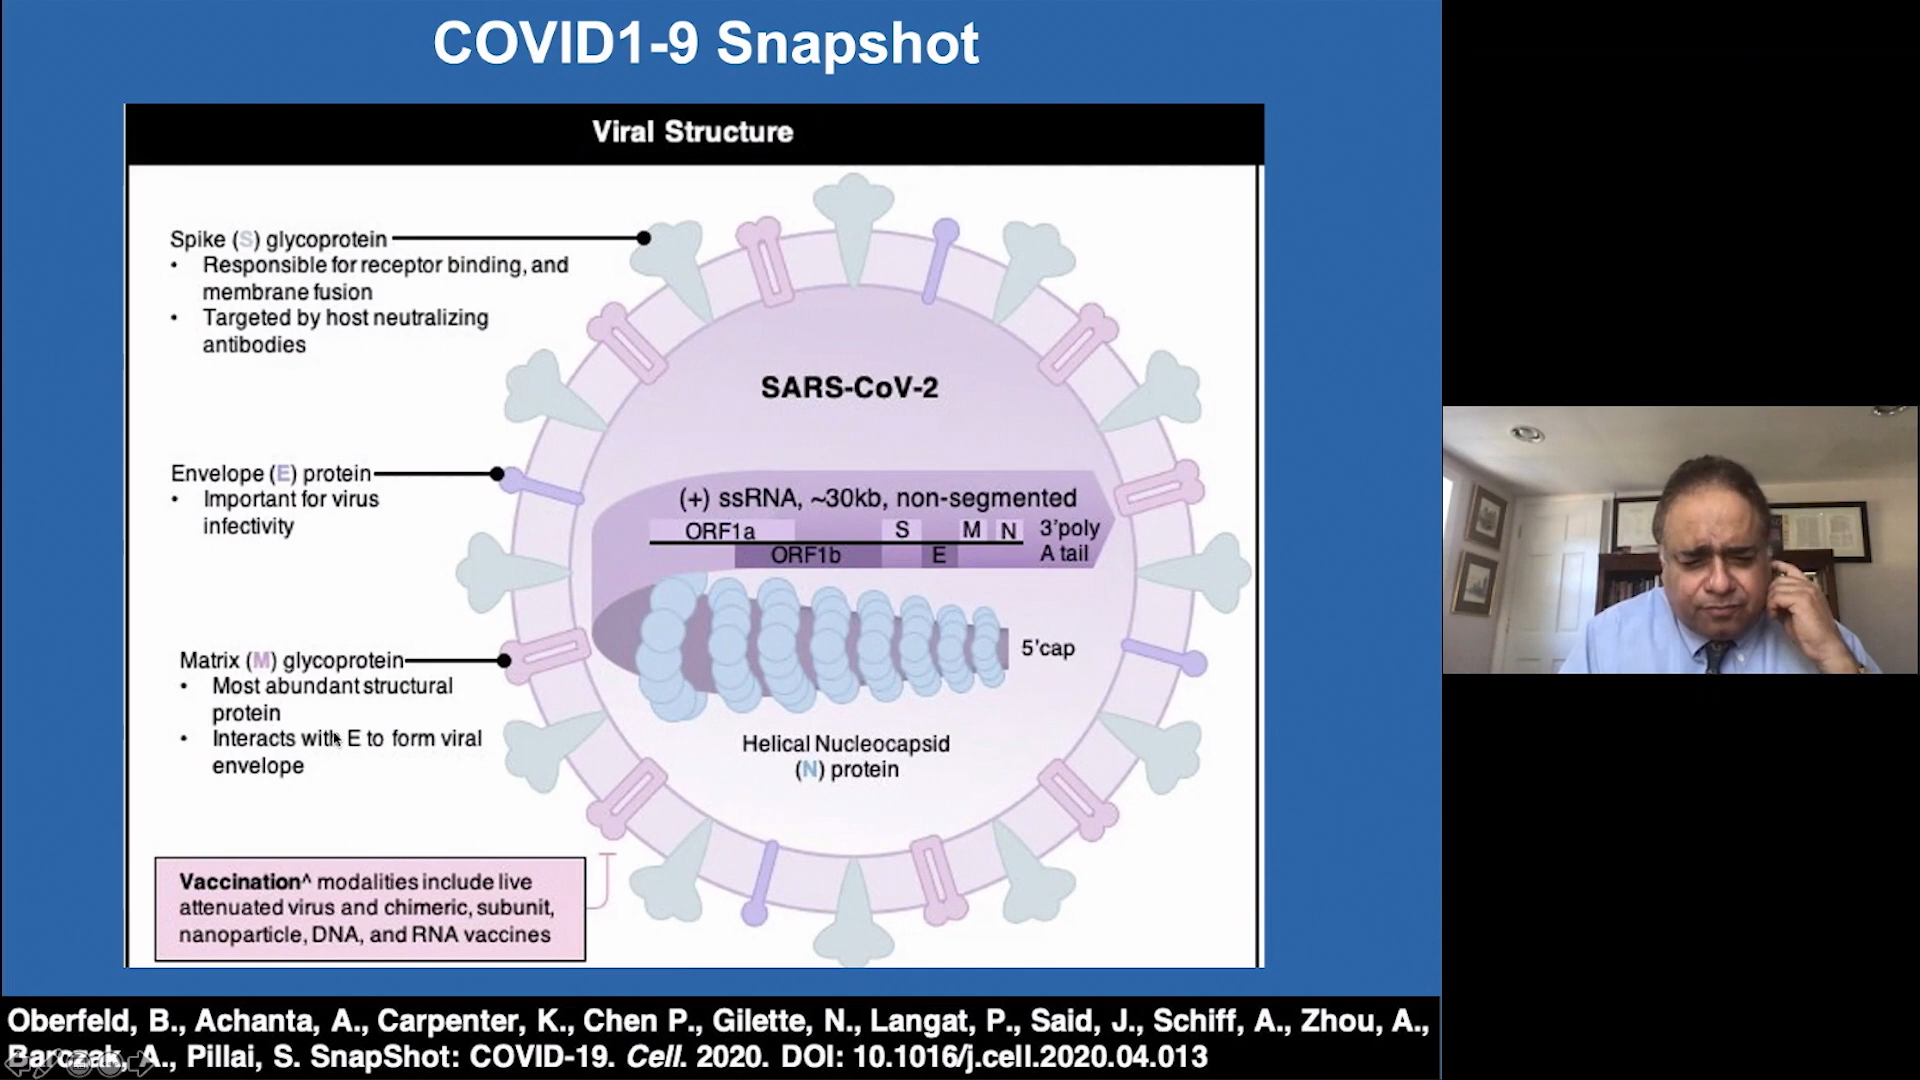 COVID1-9 Snapshot
Viral Structure
Spike (S) glycoprotein
• Responsible for receptor binding, and
membrane fusion
• Targeted by host neutralizing
antibodies
SARS-CoV-2
Envelope (E) protein
• Important for virus
infectivity
(+) ssRNA, ~30kb, non-segmented
ORF1a S M N 3'poly
ORF1b E A tail
5'cap
Matrix (M) glycoprotein
• Most abundant structural
protein
• Interacts with E to form viral
envelope
Helical Nucleocapsid
(N) protein
Vaccination^ modalities include live
attenuated virus and chimeric, subunit,
nanoparticle, DNA, and RNA vaccines
Oberfeld, B., Achanta, A., Carpenter, K., Chen P., Gilette, N., Langat, P., Said, J., Schiff, A., Zhou, A.,
Barczak, A., Pillai, S. SnapShot: COVID-19. Cell. 2020. DOI: 10.1016/j.cell.2020.04.013